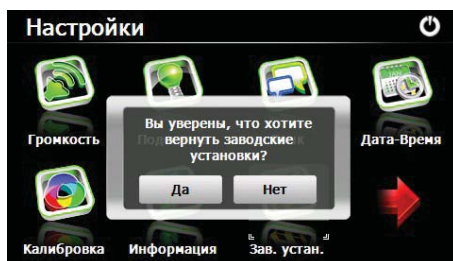 Настройки
Громкость
Дата-Время
Вы уверены, что хотите
вернуть заводские
установки?
Да
Нет
Калибровка
Информация
Зав. устан.